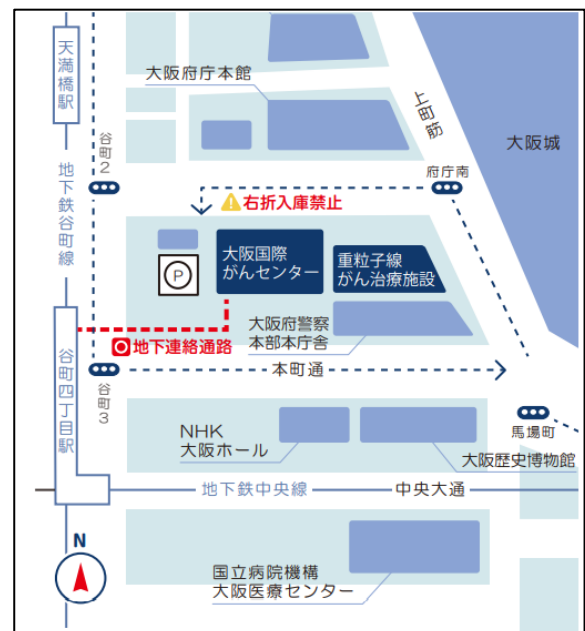 天満橋駅
大阪府庁本館
上町筋
大阪城
谷町2
地下鉄谷町線
府庁南
右折入庫禁止
P
大阪国際
がんセンター
重粒子線
がん治療施設
大阪府警察
本部本庁舎
地下連絡通路
本町通
谷町四丁目駅
谷町3
NHK
大阪ホール
馬場町
大阪歴史博物館
地下鉄中央線
中央大通
N
国立病院機構
大阪医療センター